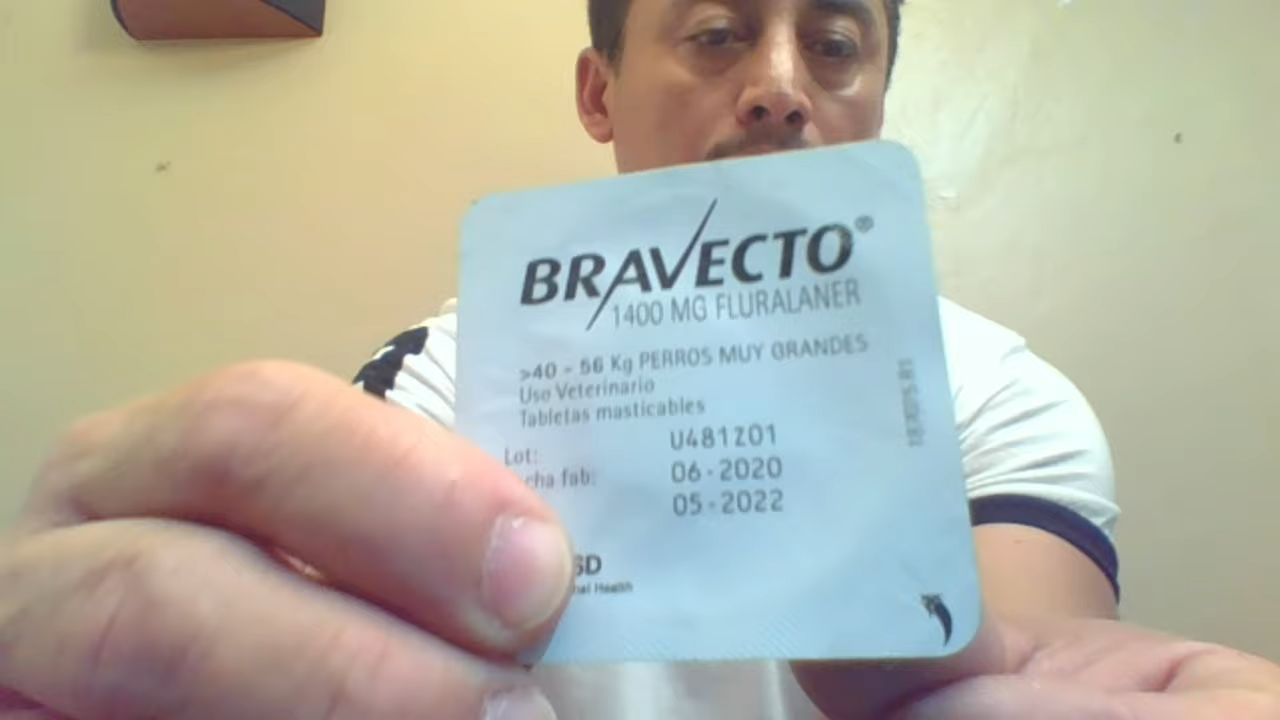 BRAVECTO®
1400 MG FLURALANER
>40 - 56 Kg PERROS MUY GRANDES
Uso Veterinario
Tabletas masticables
Lot: U481Z01
cha fab: 06-2020
05-2022
SD
nal Health